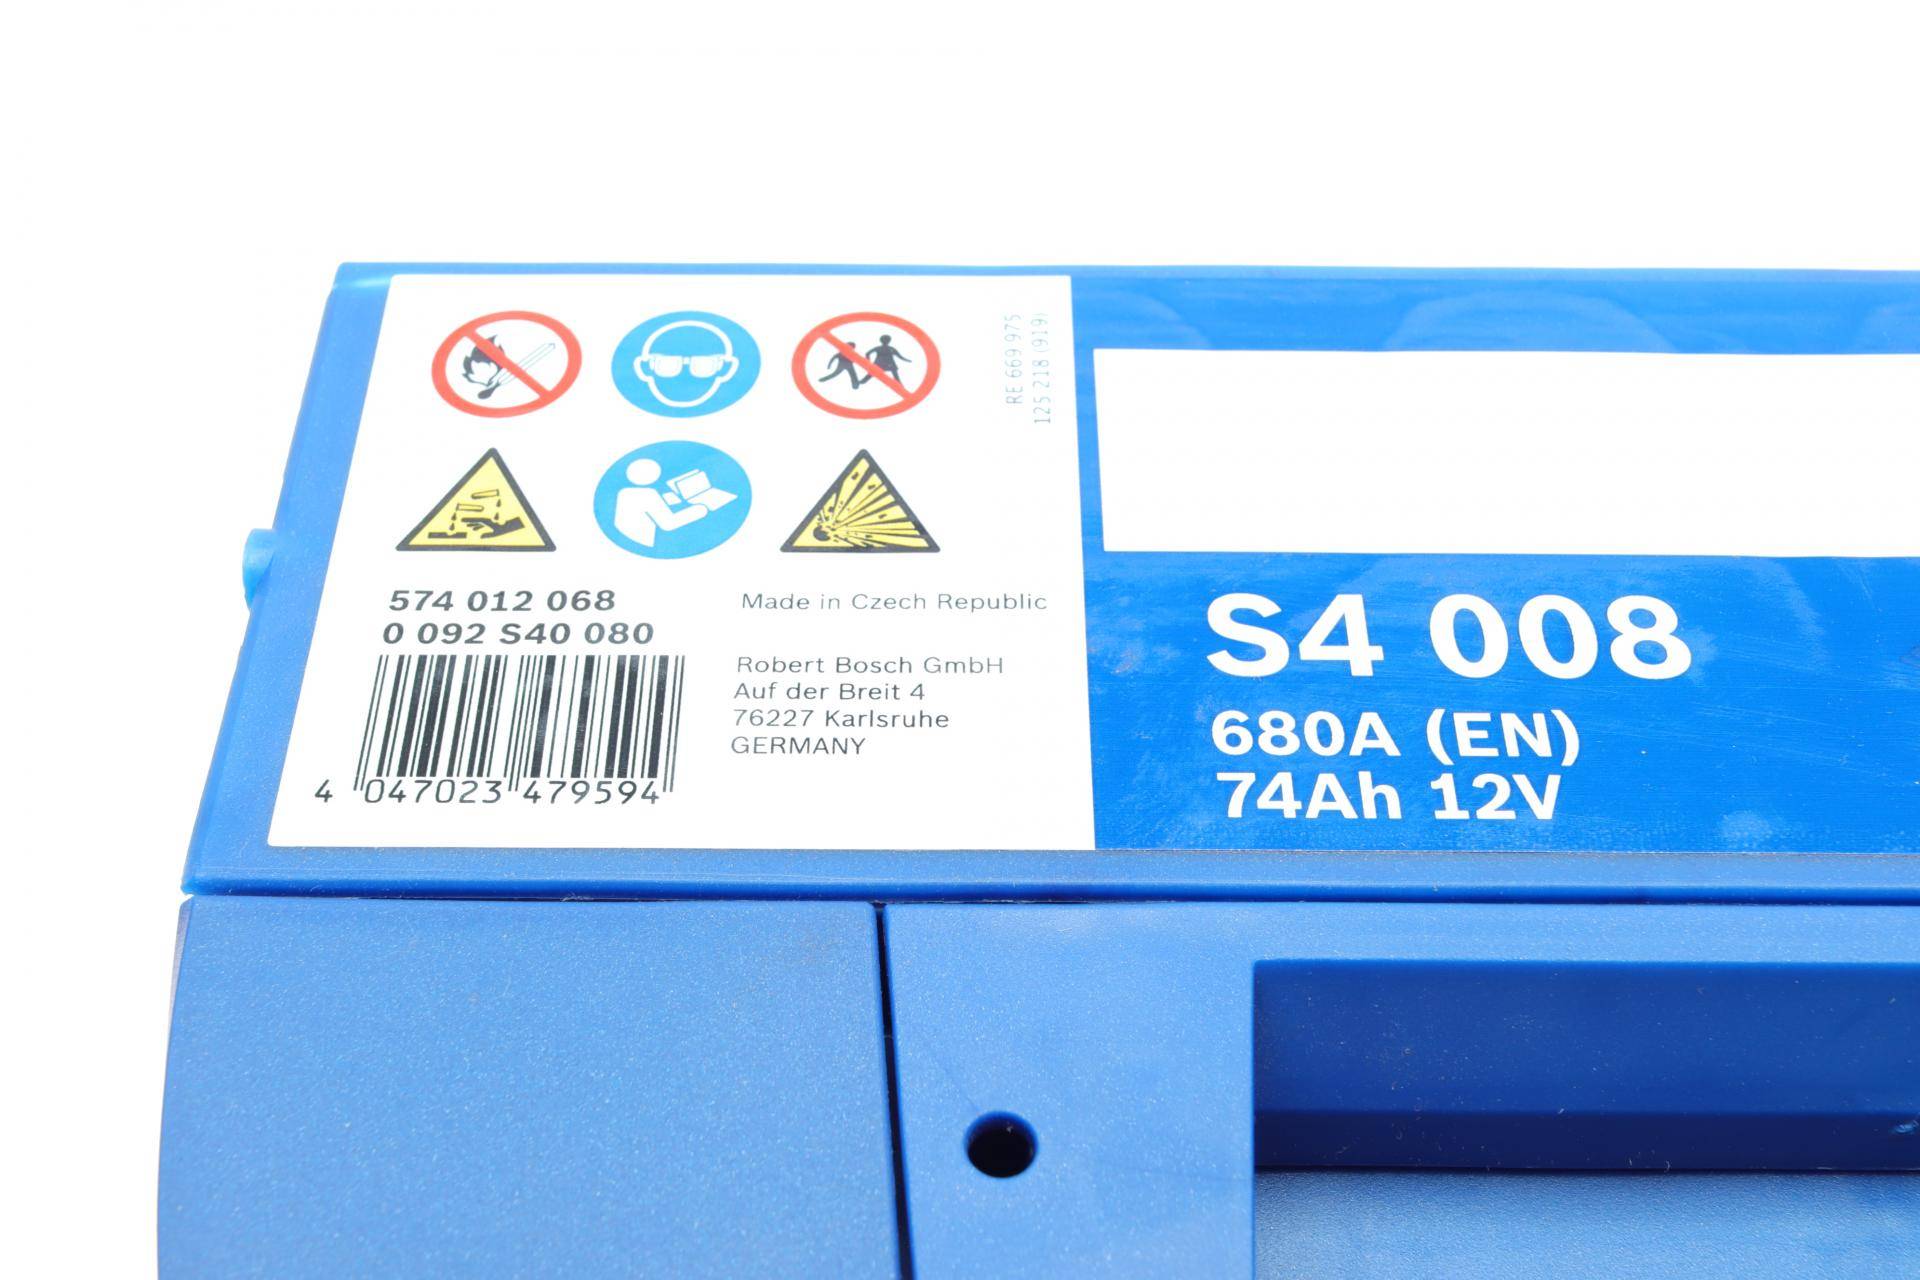 RE 669 975
125 218 (919)
574 012 068
0 092 S40 080
4 047023 479594
Made in Czech Republic
Robert Bosch GmbH
Auf der Breit 4
76227 Karlsruhe
GERMANY
S4 008
680A (EN)
74Ah 12V